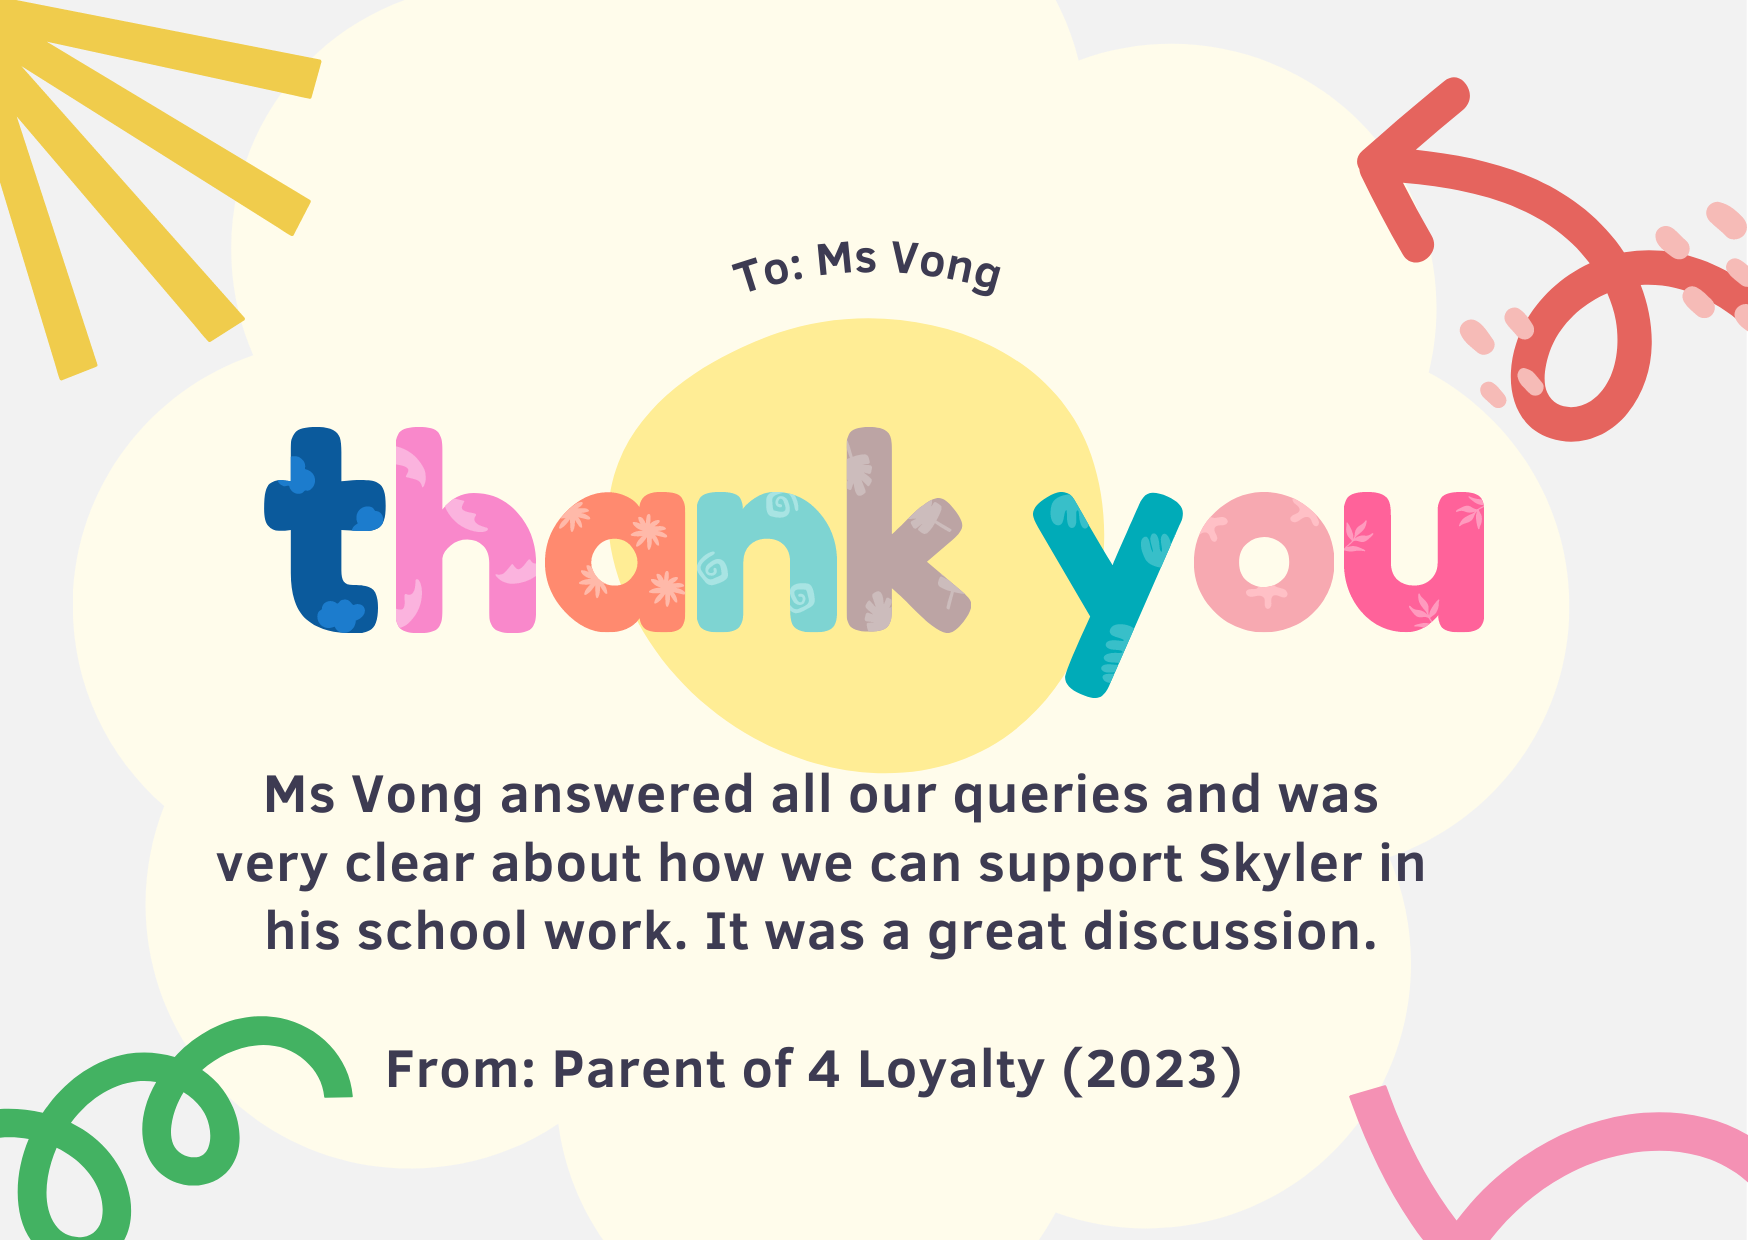 To: Ms Vong
thank you
Ms Vong answered all our queries and was
very clear about how we can support Skyler in
his school work. It was a great discussion.
From: Parent of 4 Loyalty (2023)